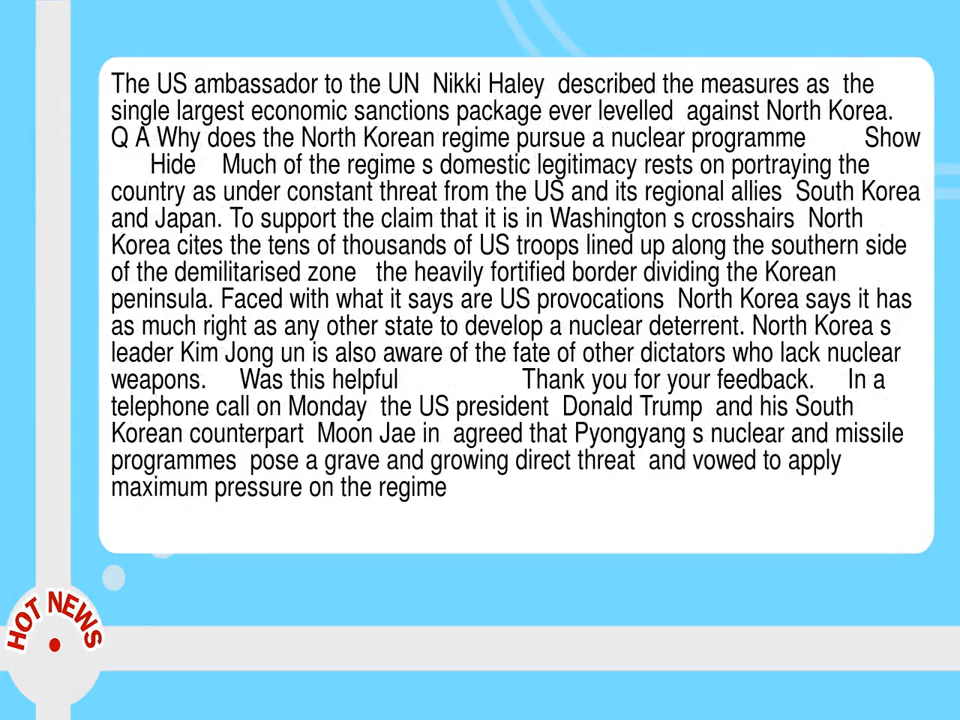 The US ambassador to the UN Nikki Haley described the measures as the
single largest economic sanctions package ever levelled against North Korea.
Q A Why does the North Korean regime pursue a nuclear programme Show
Hide Much of the regime s domestic legitimacy rests on portraying the
country as under constant threat from the US and its regional allies South Korea
and Japan. To support the claim that it is in Washington s crosshairs North
Korea cites the tens of thousands of US troops lined up along the southern side
of the demilitarised zone the heavily fortified border dividing the Korean
peninsula. Faced with what it says are US provocations North Korea says it has
as much right as any other state to develop a nuclear deterrent. North Korea s
leader Kim Jong un is also aware of the fate of other dictators who lack nuclear
weapons. Was this helpful Thank you for your feedback. In a
telephone call on Monday the US president Donald Trump and his South
Korean counterpart Moon Jae in agreed that Pyongyang s nuclear and missile
programmes pose a grave and growing direct threat and vowed to apply
maximum pressure on the regime
HOT NEWS